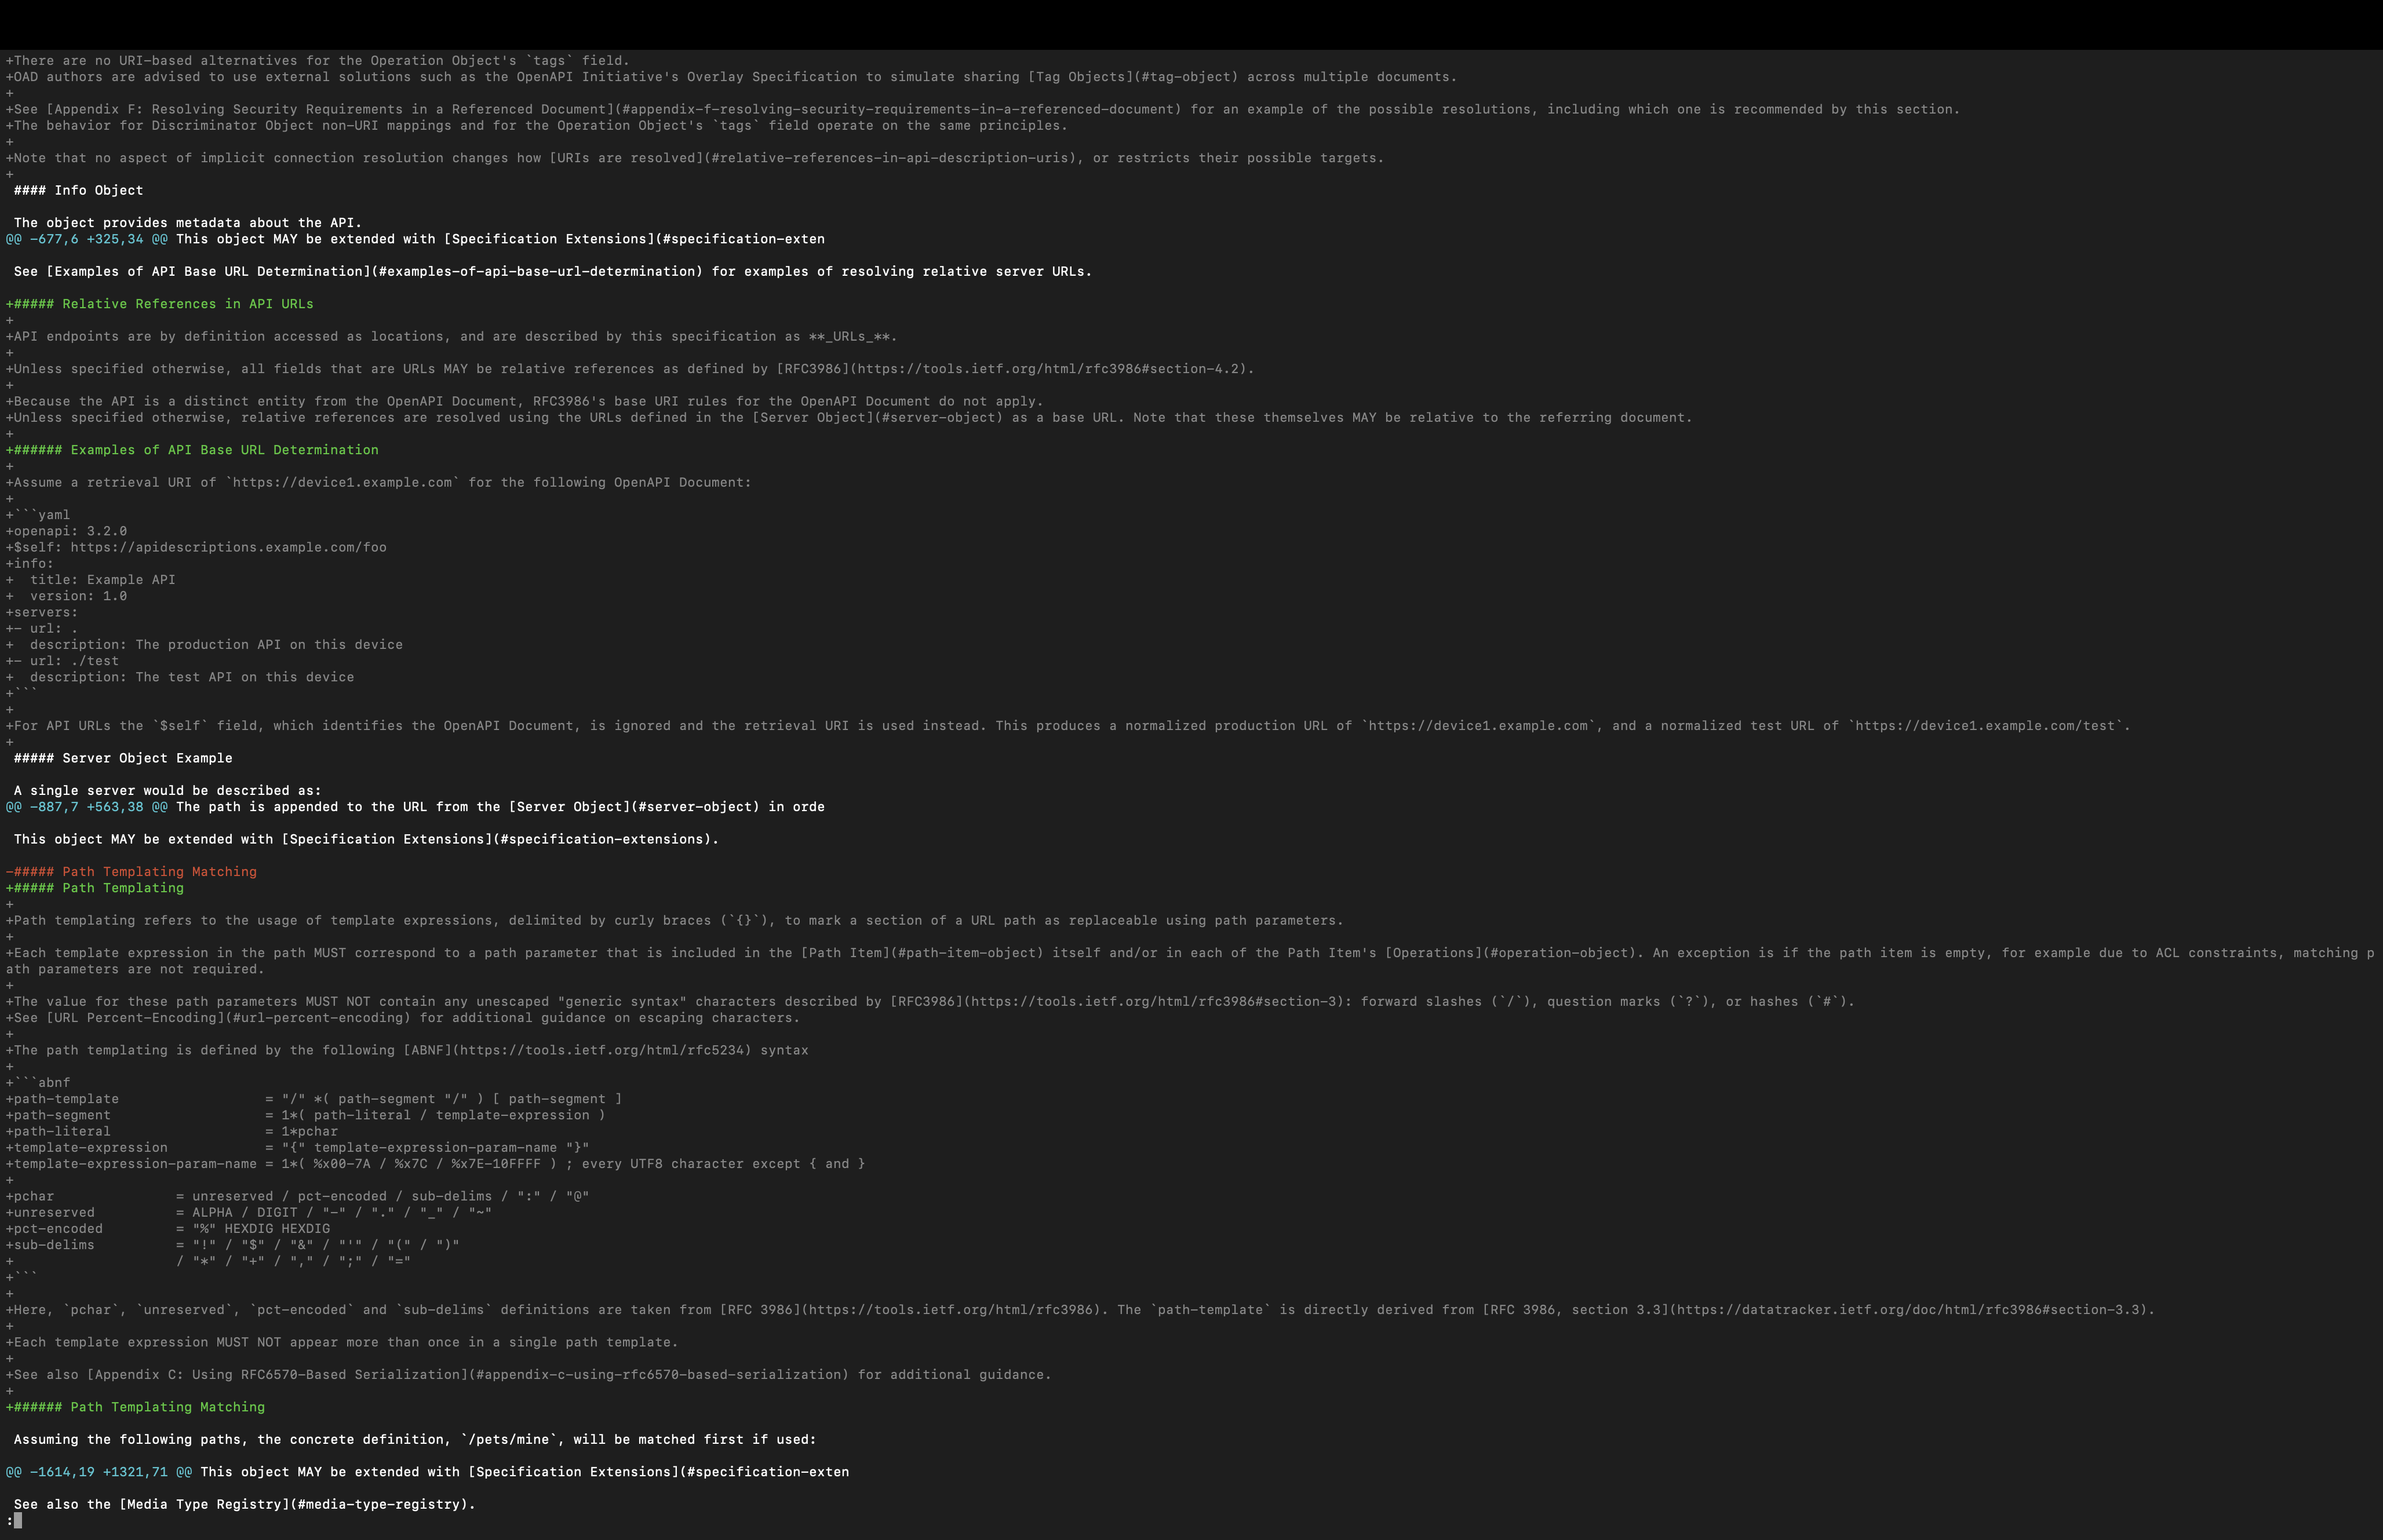 +There are no URI-based alternatives for the Operation Object's `tags` field.
+OAD authors are advised to use external solutions such as the OpenAPI Initiative's Overlay Specification to simulate sharing [Tag Objects](#tag-object) across multiple documents.
+
+See [Appendix F: Resolving Security Requirements in a Referenced Document](#appendix-f-resolving-security-requirements-in-a-referenced-document) for an example of the possible resolutions, including which one is recommended by this section.
+The behavior for Discriminator Object non-URI mappings and for the Operation Object's `tags` field operate on the same principles.
+
+Note that no aspect of implicit connection resolution changes how [URIs are resolved](#relative-references-in-api-description-uris), or restricts their possible targets.
+
 #### Info Object

 The object provides metadata about the API.
@@ -677,6 +325,34 @@ This object MAY be extended with [Specification Extensions](#specification-exten

 See [Examples of API Base URL Determination](#examples-of-api-base-url-determination) for examples of resolving relative server URLs.

+##### Relative References in API URLs
+
+API endpoints are by definition accessed as locations, and are described by this specification as **_URLs_**.
+
+Unless specified otherwise, all fields that are URLs MAY be relative references as defined by [RFC3986](https://tools.ietf.org/html/rfc3986#section-4.2).
+
+Because the API is a distinct entity from the OpenAPI Document, RFC3986's base URI rules for the OpenAPI Document do not apply.
+Unless specified otherwise, relative references are resolved using the URLs defined in the [Server Object](#server-object) as a base URL. Note that these themselves MAY be relative to the referring document.
+
+###### Examples of API Base URL Determination
+
+Assume a retrieval URI of `https://device1.example.com` for the following OpenAPI Document:
+
+```yaml
+openapi: 3.2.0
+$self: https://apidescriptions.example.com/foo
+info:
+  title: Example API
+  version: 1.0
+servers:
+- url: .
+  description: The production API on this device
+- url: ./test
+  description: The test API on this device
+```
+
+For API URLs the `$self` field, which identifies the OpenAPI Document, is ignored and the retrieval URI is used instead. This produces a normalized production URL of `https://device1.example.com`, and a normalized test URL of `https://device1.example.com/test`.
+
 ##### Server Object Example

 A single server would be described as:
@@ -887,7 +563,38 @@ The path is appended to the URL from the [Server Object](#server-object) in orde

 This object MAY be extended with [Specification Extensions](#specification-extensions).

-##### Path Templating Matching
+##### Path Templating
+
+Path templating refers to the usage of template expressions, delimited by curly braces (`{}`), to mark a section of a URL path as replaceable using path parameters.
+
+Each template expression in the path MUST correspond to a path parameter that is included in the [Path Item](#path-item-object) itself and/or in each of the Path Item's [Operations](#operation-object). An exception is if the path item is empty, for example due to ACL constraints, matching p
ath parameters are not required.
+
+The value for these path parameters MUST NOT contain any unescaped "generic syntax" characters described by [RFC3986](https://tools.ietf.org/html/rfc3986#section-3): forward slashes (`/`), question marks (`?`), or hashes (`#`).
+See [URL Percent-Encoding](#url-percent-encoding) for additional guidance on escaping characters.
+
+The path templating is defined by the following [ABNF](https://tools.ietf.org/html/rfc5234) syntax
+
+```abnf
+path-template                  = "/" *( path-segment "/" ) [ path-segment ]
+path-segment                   = 1*( path-literal / template-expression )
+path-literal                   = 1*pchar
+template-expression            = "{" template-expression-param-name "}"
+template-expression-param-name = 1*( %x00-7A / %x7C / %x7E-10FFFF ) ; every UTF8 character except { and }
+
+pchar               = unreserved / pct-encoded / sub-delims / ":" / "@"
+unreserved          = ALPHA / DIGIT / "-" / "." / "_" / "~"
+pct-encoded         = "%" HEXDIG HEXDIG
+sub-delims          = "!" / "$" / "&" / "'" / "(" / ")"
+                    / "*" / "+" / "," / ";" / "="
+```
+
+Here, `pchar`, `unreserved`, `pct-encoded` and `sub-delims` definitions are taken from [RFC 3986](https://tools.ietf.org/html/rfc3986). The `path-template` is directly derived from [RFC 3986, section 3.3](https://datatracker.ietf.org/doc/html/rfc3986#section-3.3).
+
+Each template expression MUST NOT appear more than once in a single path template.
+
+See also [Appendix C: Using RFC6570-Based Serialization](#appendix-c-using-rfc6570-based-serialization) for additional guidance.
+
+###### Path Templating Matching

 Assuming the following paths, the concrete definition, `/pets/mine`, will be matched first if used:

@@ -1614,19 +1321,71 @@ This object MAY be extended with [Specification Extensions](#specification-exten

 See also the [Media Type Registry](#media-type-registry).
: